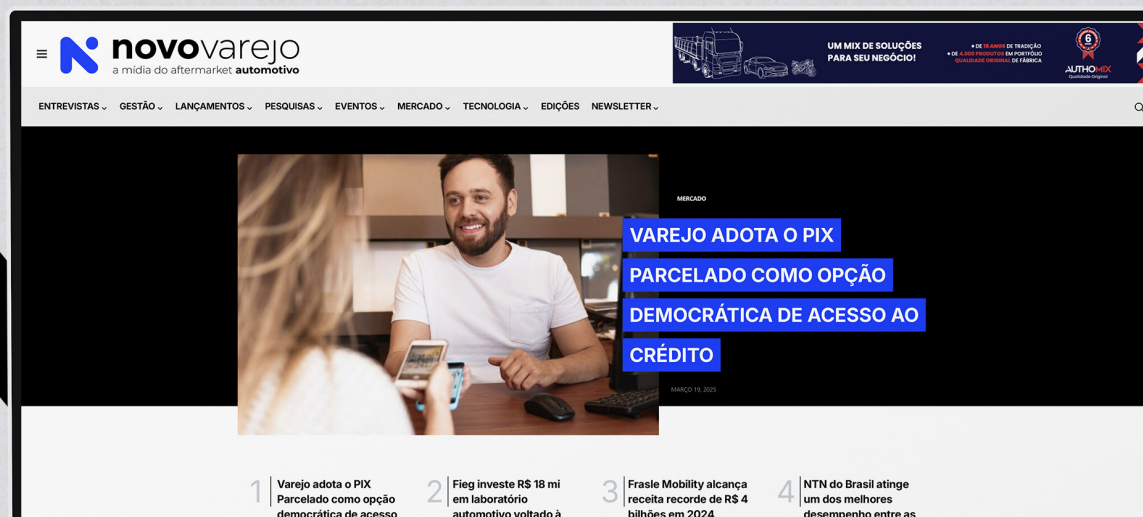 novovarejo
a mídia do aftermarket automotivo
UM MIX DE SOLUÇÕES
PARA SEU NEGÓCIO!
+ DE 18 ANOS DE TRADIÇÃO
+ DE 4.000 PRODUTOS EM PORTFÓLIO
QUALIDADE ORIGINAL DE FÁBRICA
6
AUTHOMIX
Qualidade Original
ENTREVISTAS GESTÃO LANÇAMENTOS PESQUISAS EVENTOS MERCADO TECNOLOGIA EDIÇÕES NEWSLETTER
MERCADO
VAREJO ADOTA O PIX
PARCELADO COMO OPÇÃO
DEMOCRÁTICA DE ACESSO AO
CRÉDITO
MARÇO 19, 2025
1
Varejo adota o PIX
Parcelado como opção
democrática de acesso
2
Fieg investe R$ 18 mi
em laboratório
automotivo voltado à
3
Frasle Mobility alcança
receita recorde de R$ 4
bilhões em 2024
4
NTN do Brasil atinge
um dos melhores
desempenho entre as